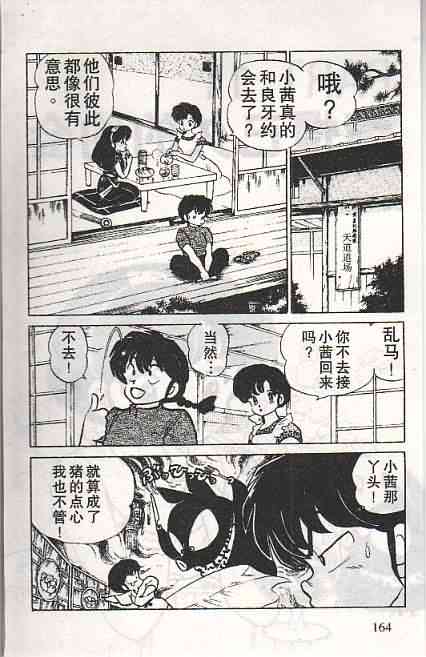 哦？
小茜真的
和良牙约
会去了？
他们彼此
都像很有
意思。
天道道场
乱马！
你不去接
小茜回来
吗？
当然…
不去！
小茜那
丫头！
就算成了
猪的点心
我也不管！
164